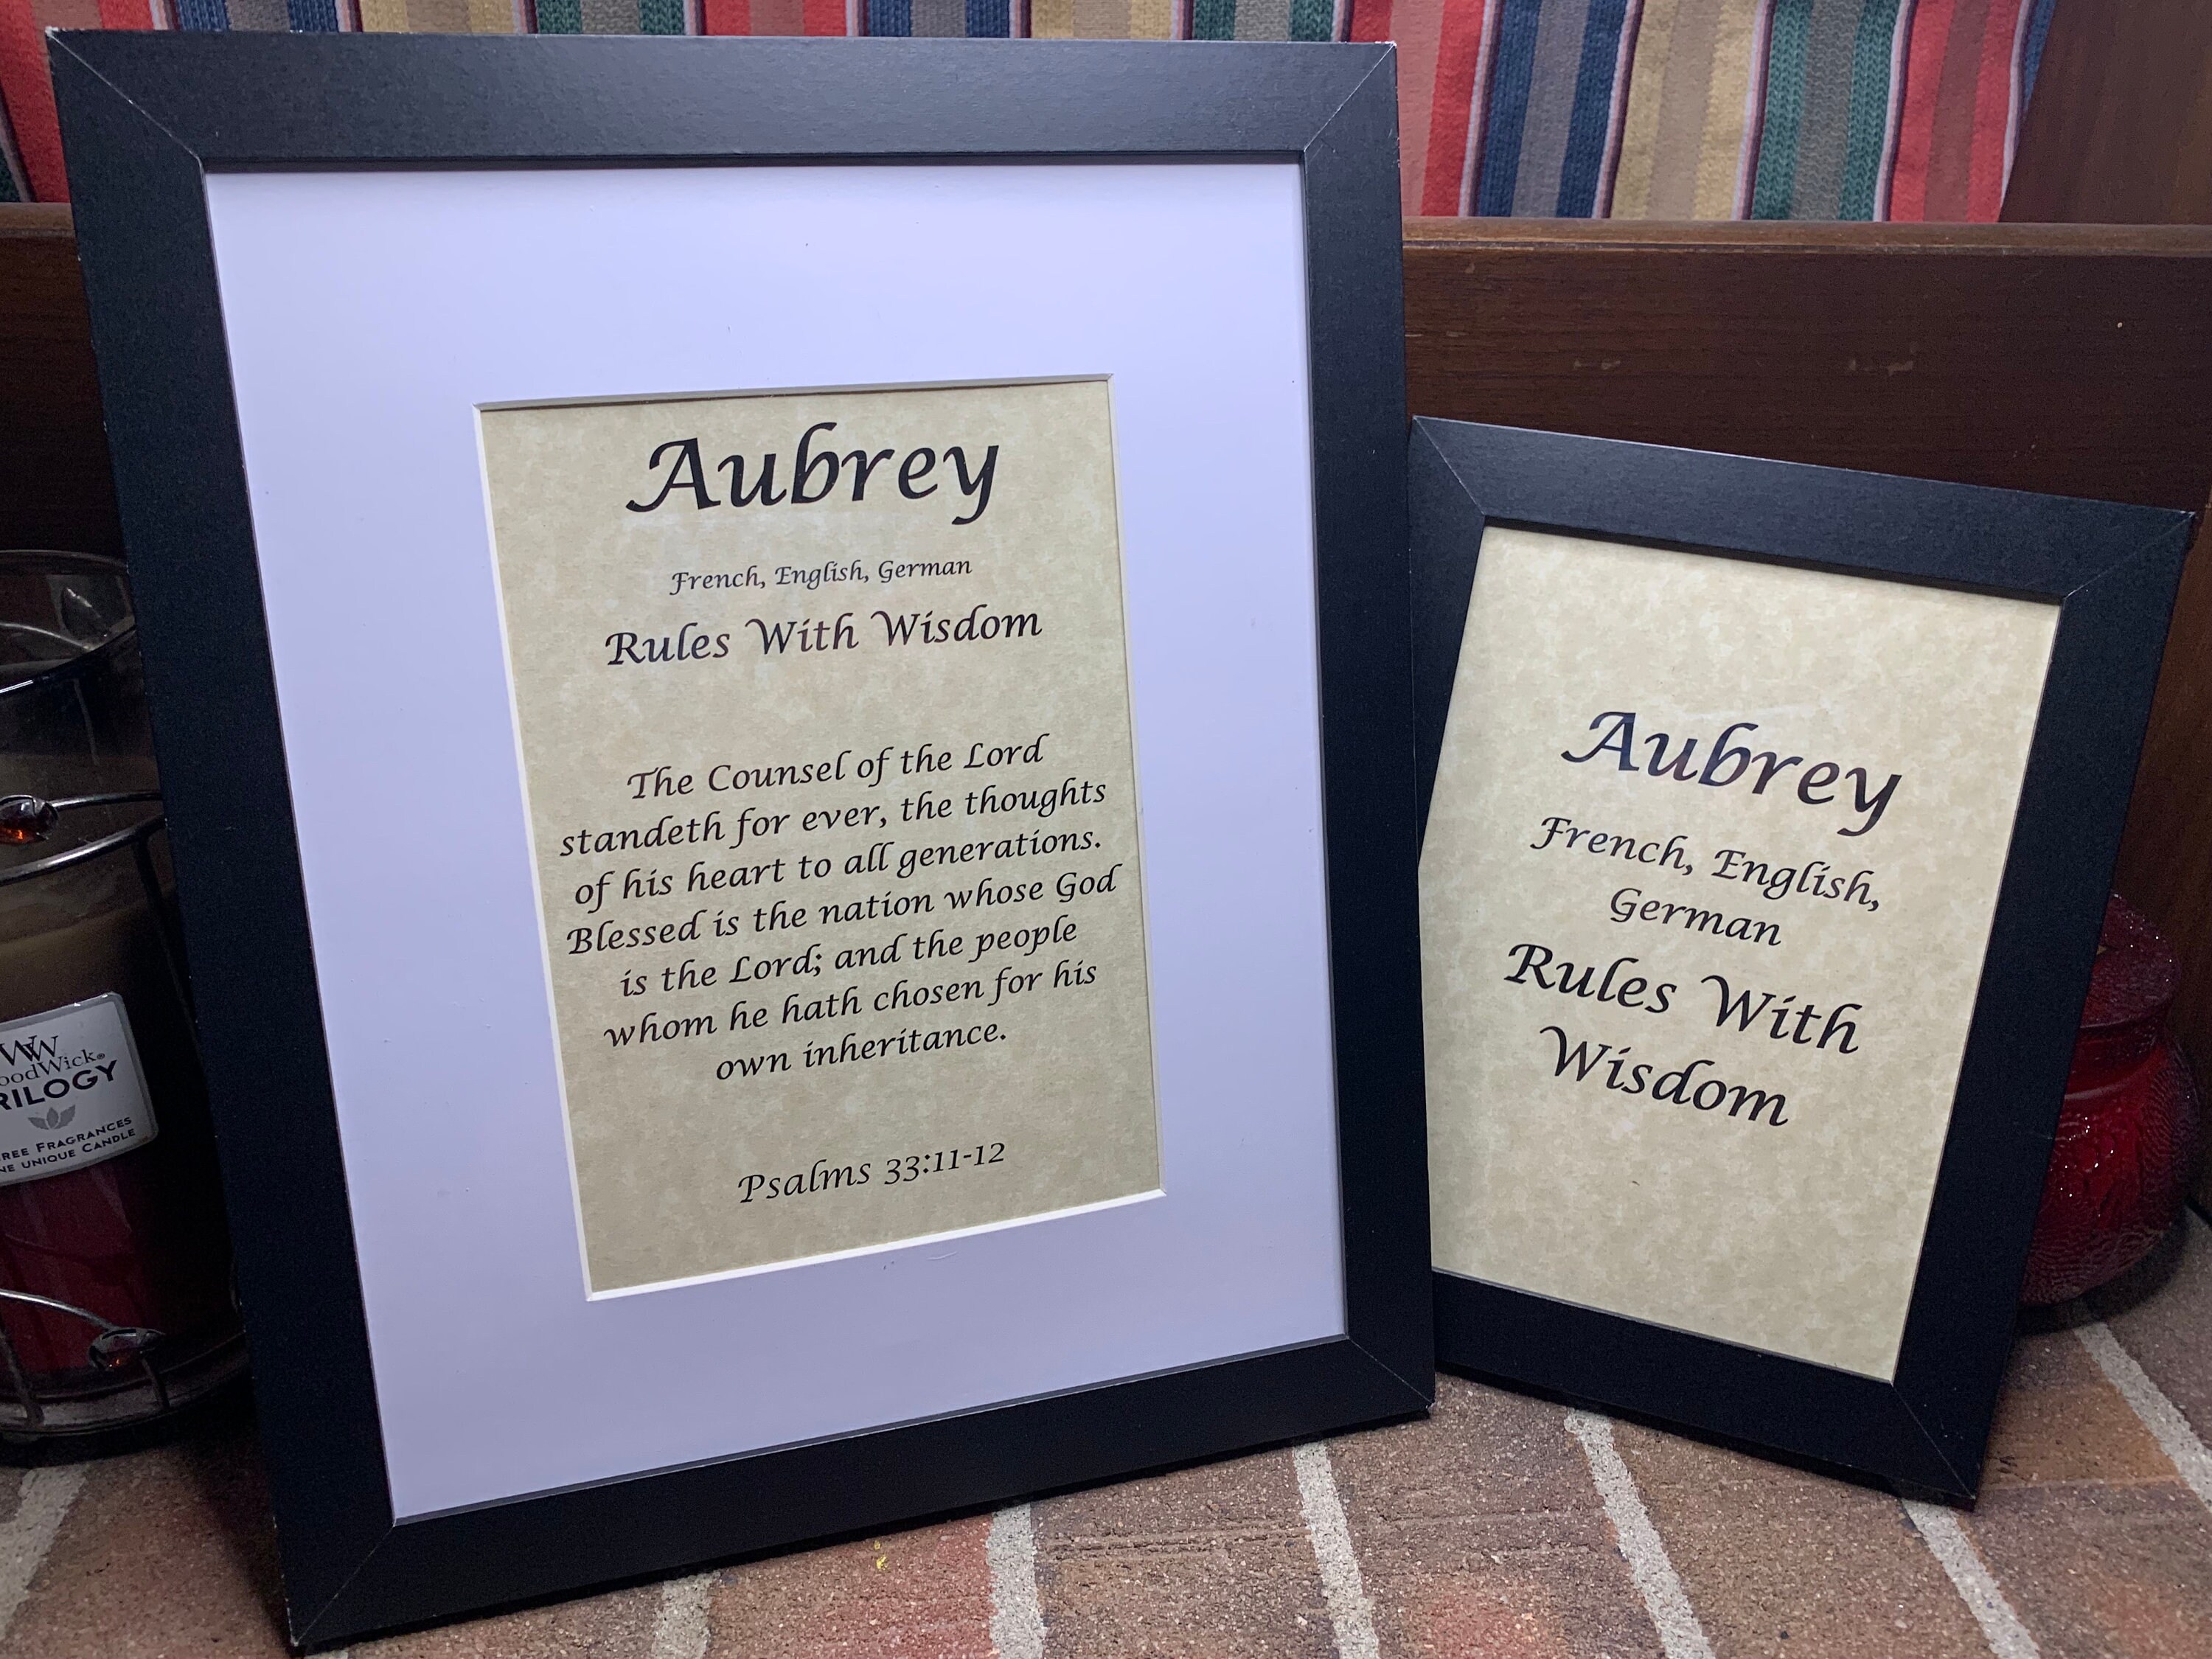 Aubrey
French, English, German
Rules With Wisdom
The Counsel of the Lord
standeth for ever, the thoughts
of his heart to all generations.
Blessed is the nation whose God
is the Lord; and the people
whom he hath chosen for his
own inheritance.
Psalms 33:11-12
Aubrey
French, English,
German
Rules With
Wisdom
WW
oodWick®
RILOGY
REE FRAGRANCES
NE UNIQUE CANDLE